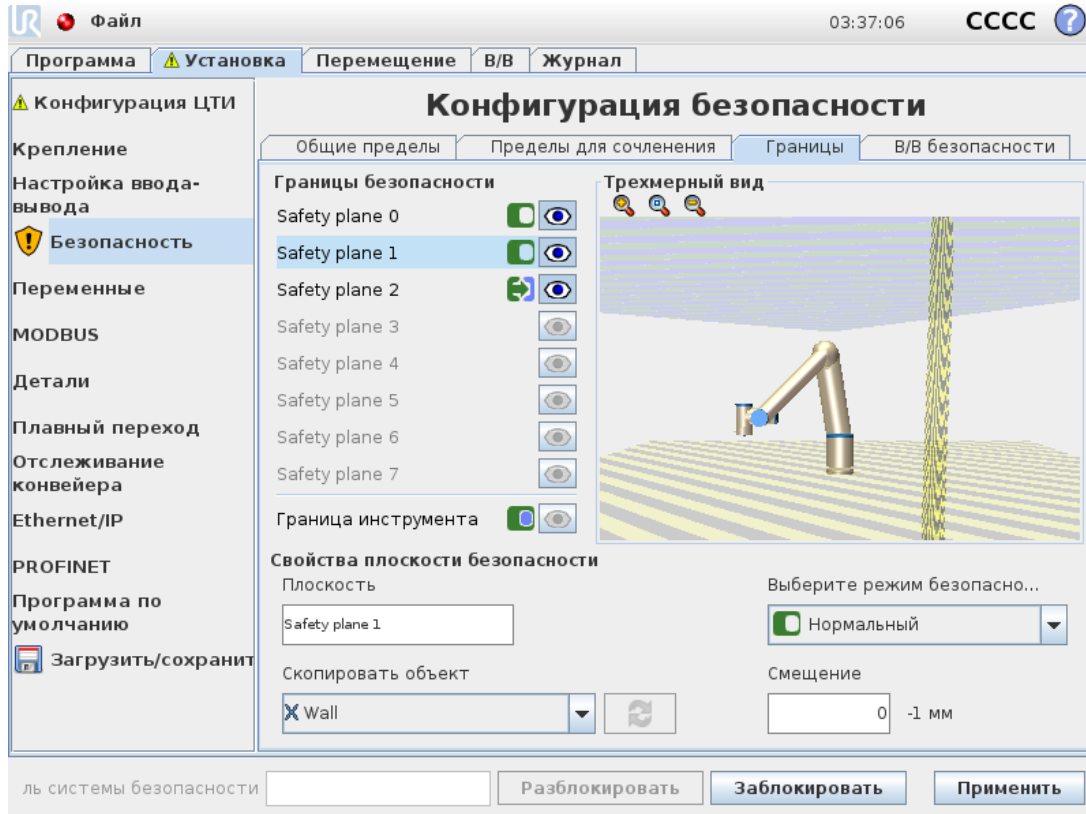 UR Файл 03:37:06 CCCC ?
Программа Установка Перемещение В/В Журнал
Конфигурация ЦТИ
Крепление
Настройка ввода-
вывода
Безопасность
Переменные
MODBUS
Детали
Плавный переход
Отслеживание
конвейера
Ethernet/IP
PROFINET
Программа по
умолчанию
Загрузить/сохранит
Конфигурация безопасности
Общие пределы Пределы для сочленения Границы В/В безопасности
Границы безопасности
Safety plane 0
Safety plane 1
Safety plane 2
Safety plane 3
Safety plane 4
Safety plane 5
Safety plane 6
Safety plane 7
Граница инструмента
Трехмерный вид
Свойства плоскости безопасности
Плоскость
Safety plane 1
Выберите режим безопасно...
Нормальный
Скопировать объект
Wall
Смещение
0 -1 мм
ль системы безопасности Разблокировать Заблокировать Применить